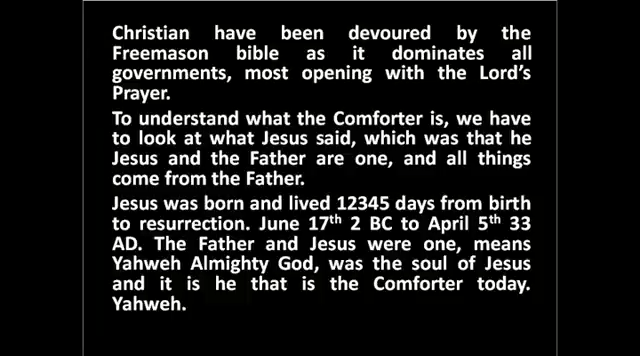 Christian have been devoured by the
Freemason bible as it dominates all
governments, most opening with the Lord's
Prayer.
To understand what the Comforter is, we have
to look at what Jesus said, which was that he
Jesus and the Father are one, and all things
come from the Father.
Jesus was born and lived 12345 days from birth
to resurrection. June 17th 2 BC to April 5th 33
AD. The Father and Jesus were one, means
Yahweh Almighty God, was the soul of Jesus
and it is he that is the Comforter today.
Yahweh.